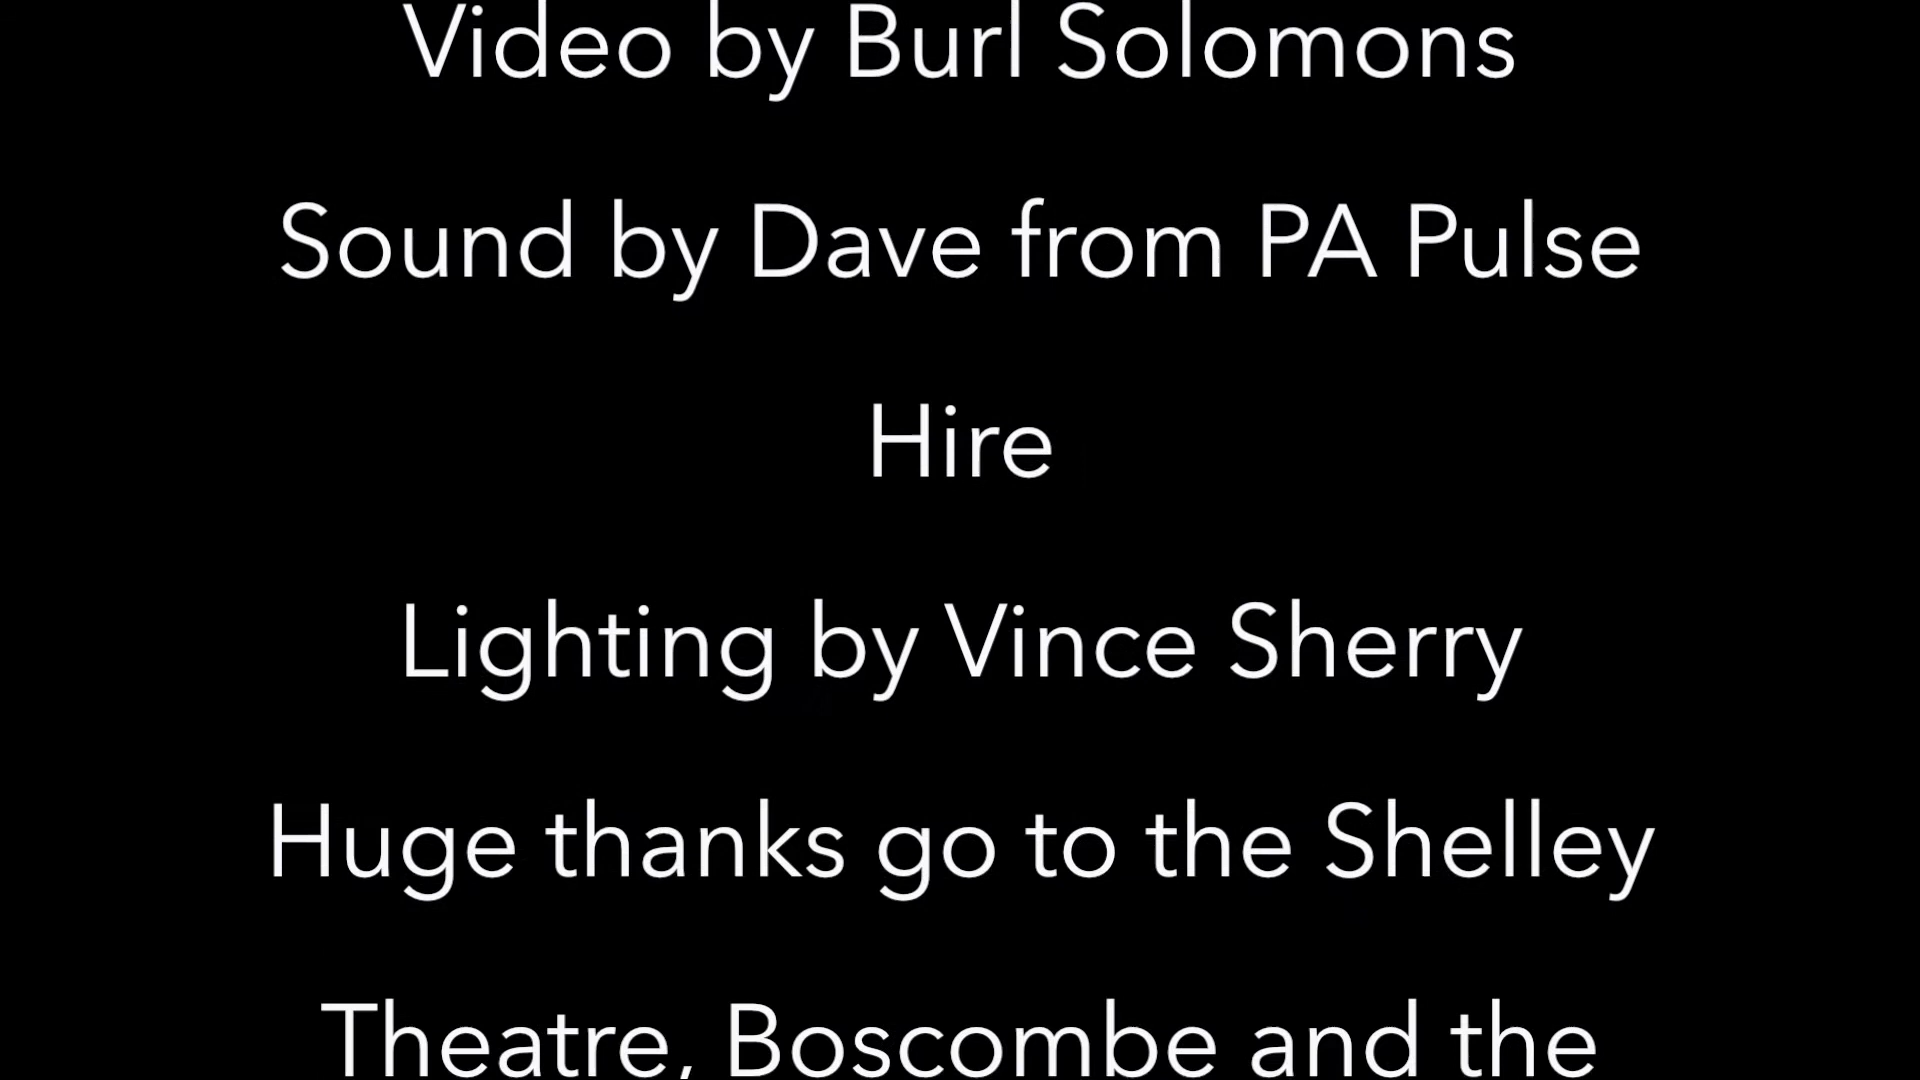 Video by Burl Solomons
Sound by Dave from PA Pulse
Hire
Lighting by Vince Sherry
Huge thanks go to the Shelley
Theatre, Boscombe and the